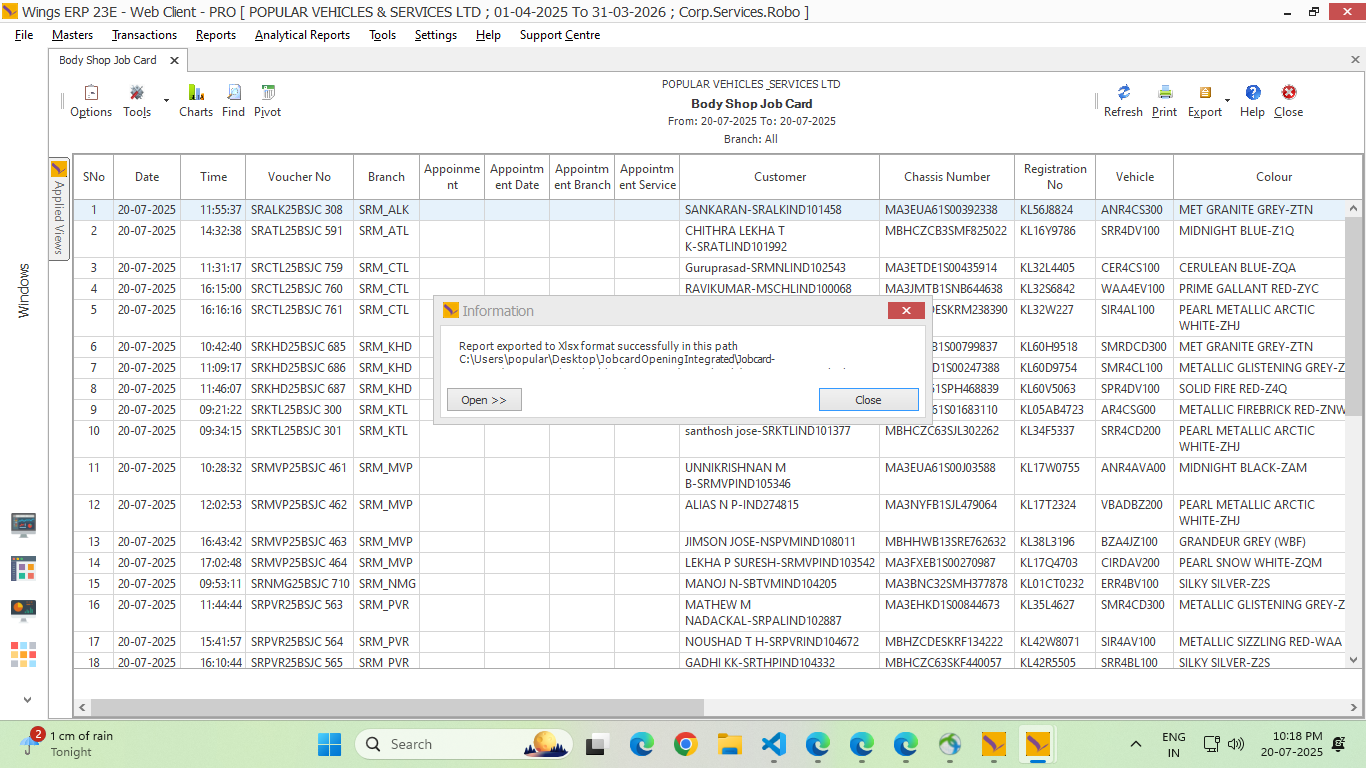 Wings ERP 23E - Web Client - PRO [ POPULAR VEHICLES & SERVICES LTD ; 01-04-2025 To 31-03-2026 ; Corp.Services.Robo ]
File Masters Transactions Reports Analytical Reports Tools Settings Help Support Centre
Body Shop Job Card
Options Tools Charts Find Pivot
POPULAR VEHICLES_SERVICES LTD
Body Shop Job Card
From: 20-07-2025 To: 20-07-2025
Branch: All
Refresh Print Export Help Close
Applied Views
Windows
SNo Date Time Voucher No Branch Appointme
nt Appointm
ent Date Appointm
ent Branch Appointm
ent Service Customer Chassis Number Registration
No Vehicle Colour
1 20-07-2025 11:55:37 SRALK25BSJC 308 SRM_ALK SANKARAN-SRALKIND101458 MA3EUA61S00392338 KL56J8824 ANR4CS300 MET GRANITE GREY-ZTN
2 20-07-2025 14:32:38 SRATL25BSJC 591 SRM_ATL CHITHRA LEKHA T
K-SRATLIND101992 MBHCZCB3SMF825022 KL16Y9786 SRR4DV100 MIDNIGHT BLUE-Z1Q
3 20-07-2025 11:31:17 SRCTL25BSJC 759 SRM_CTL Guruprasad-SRMNLIND102543 MA3ETDE1S00435914 KL32L4405 CER4CS100 CERULEAN BLUE-ZQA
4 20-07-2025 16:15:00 SRCTL25BSJC 760 SRM_CTL RAVIKUMAR-MSCHLIND100068 MA3JMTB1SNB644638 KL32S6842 WAA4EV100 PRIME GALLANT RED-ZYC
5 20-07-2025 16:16:16 SRCTL25BSJC 761 SRM_CTL DESKRM238390 KL32W227 SIR4AL100 PEARL METALLIC ARCTIC
WHITE-ZHJ
6 20-07-2025 10:42:40 SRKHD25BSJC 685 SRM_KHD B1S00799837 KL60H9518 SMRDCD300 MET GRANITE GREY-ZTN
7 20-07-2025 11:09:17 SRKHD25BSJC 686 SRM_KHD D1S00247388 KL60D9754 SMR4CL100 METALLIC GLISTENING GREY-Z
8 20-07-2025 11:46:07 SRKHD25BSJC 687 SRM_KHD 61SPH468839 KL60V5063 SPR4DV100 SOLID FIRE RED-Z4Q
9 20-07-2025 09:21:22 SRKTL25BSJC 300 SRM_KTL 61S01683110 KL05AB4723 AR4CSG00 METALLIC FIREBRICK RED-ZNW
10 20-07-2025 09:34:15 SRKTL25BSJC 301 SRM_KTL santhosh jose-SRKTLIND101377 MBHCZC63SJL302262 KL34F5337 SRR4CD200 PEARL METALLIC ARCTIC
WHITE-ZHJ
11 20-07-2025 10:28:32 SRMVP25BSJC 461 SRM_MVP UNNIKRISHNAN M
B-SRMVPIND105346 MA3EUA61S00J03588 KL17W0755 ANR4AVA00 MIDNIGHT BLACK-ZAM
12 20-07-2025 12:02:53 SRMVP25BSJC 462 SRM_MVP ALIAS N P-IND274815 MA3NYFB1SJL479064 KL17T2324 VBADBZ200 PEARL METALLIC ARCTIC
WHITE-ZHJ
13 20-07-2025 16:43:42 SRMVP25BSJC 463 SRM_MVP JIMSON JOSE-NSPVMIND108011 MBHHWB13SRE762632 KL38L3196 BZA4JZ100 GRANDEUR GREY (WBF)
14 20-07-2025 17:02:48 SRMVP25BSJC 464 SRM_MVP LEKHA P SURESH-SRMVPIND103542 MA3FXEB1S00270987 KL17Q4703 CIRDAV200 PEARL SNOW WHITE-ZQM
15 20-07-2025 09:53:11 SRNMG25BSJC 710 SRM_NMG MANOJ N-SBTVMIND104205 MA3BNC32SMH377878 KL01CT0232 ERR4BV100 SILKY SILVER-Z2S
16 20-07-2025 11:44:44 SRPVR25BSJC 563 SRM_PVR MATHEW M
NADACKAL-SRPALIND102887 MA3EHKD1S00844673 KL35L4627 SMR4CD300 METALLIC GLISTENING GREY-Z
17 20-07-2025 15:41:57 SRPVR25BSJC 564 SRM_PVR NOUSHAD T H-SRPVRIND104672 MBHZCDESKRF134222 KL42W8071 SIR4AV100 METALLIC SIZZLING RED-WAA
18 20-07-2025 16:10:44 SRPVR25BSJC 565 SRM_PVR GADHI KK-SRTHPIND104332 MBHCZC63SKF440057 KL42R5505 SRR4BL100 SILKY SILVER-Z2S
Information
Report exported to Xlsx format successfully in this path
C:\Users\popular\Desktop\JobcardOpeningIntegrated\Jobcard-
Open >> Close
2 1 cm of rain
Tonight
Search
ENG
IN
10:18 PM
20-07-2025